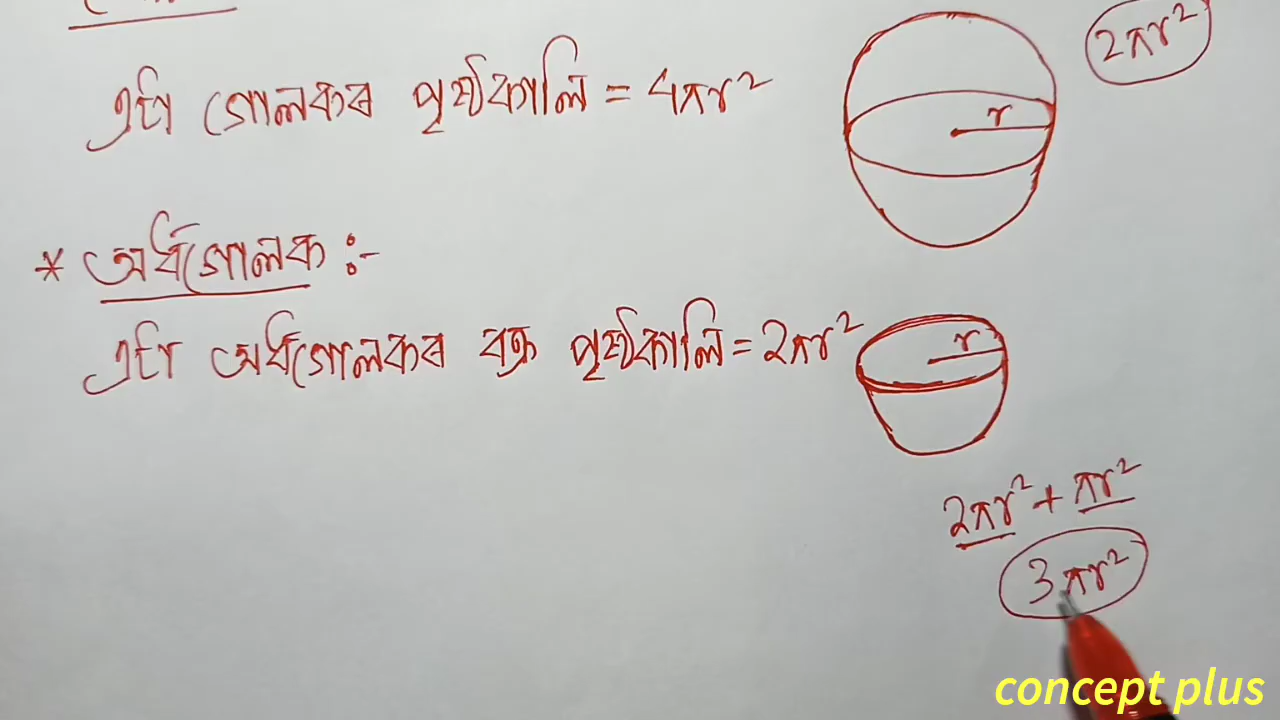 2πr²
এটা গোলকৰ পৃষ্ঠকালি = 4πr²
r
* অৰ্ধগোলক :-
এটা অৰ্ধগোলকৰ বক্ৰ পৃষ্ঠকালি = 2πr²
r
2πr² + πr²
3πr²
concept plus